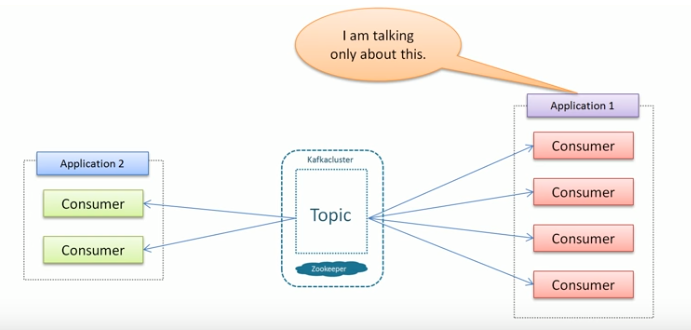 I am talking
only about this.
Application 1
Kafkacluster
Consumer
Application 2
Consumer
Consumer
Topic
Consumer
Consumer
Consumer
Zookeeper